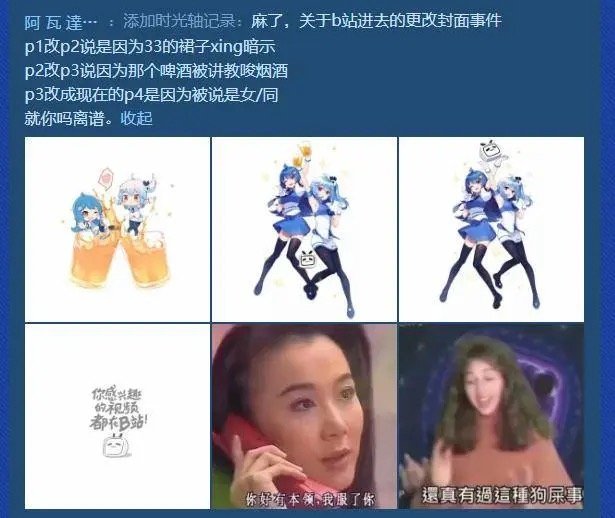 阿瓦達… ：添加时光轴记录：麻了，关于b站进去的更改封面事件
p1改p2说是因为33的裙子xing暗示
p2改p3说因为那个啤酒被讲教唆烟酒
p3改成现在的p4是因为被说是女/同
就你吗离谱。收起
你感兴趣
的视频
都在B站!
你好有本领,我服了你
還真有過這種狗屎事